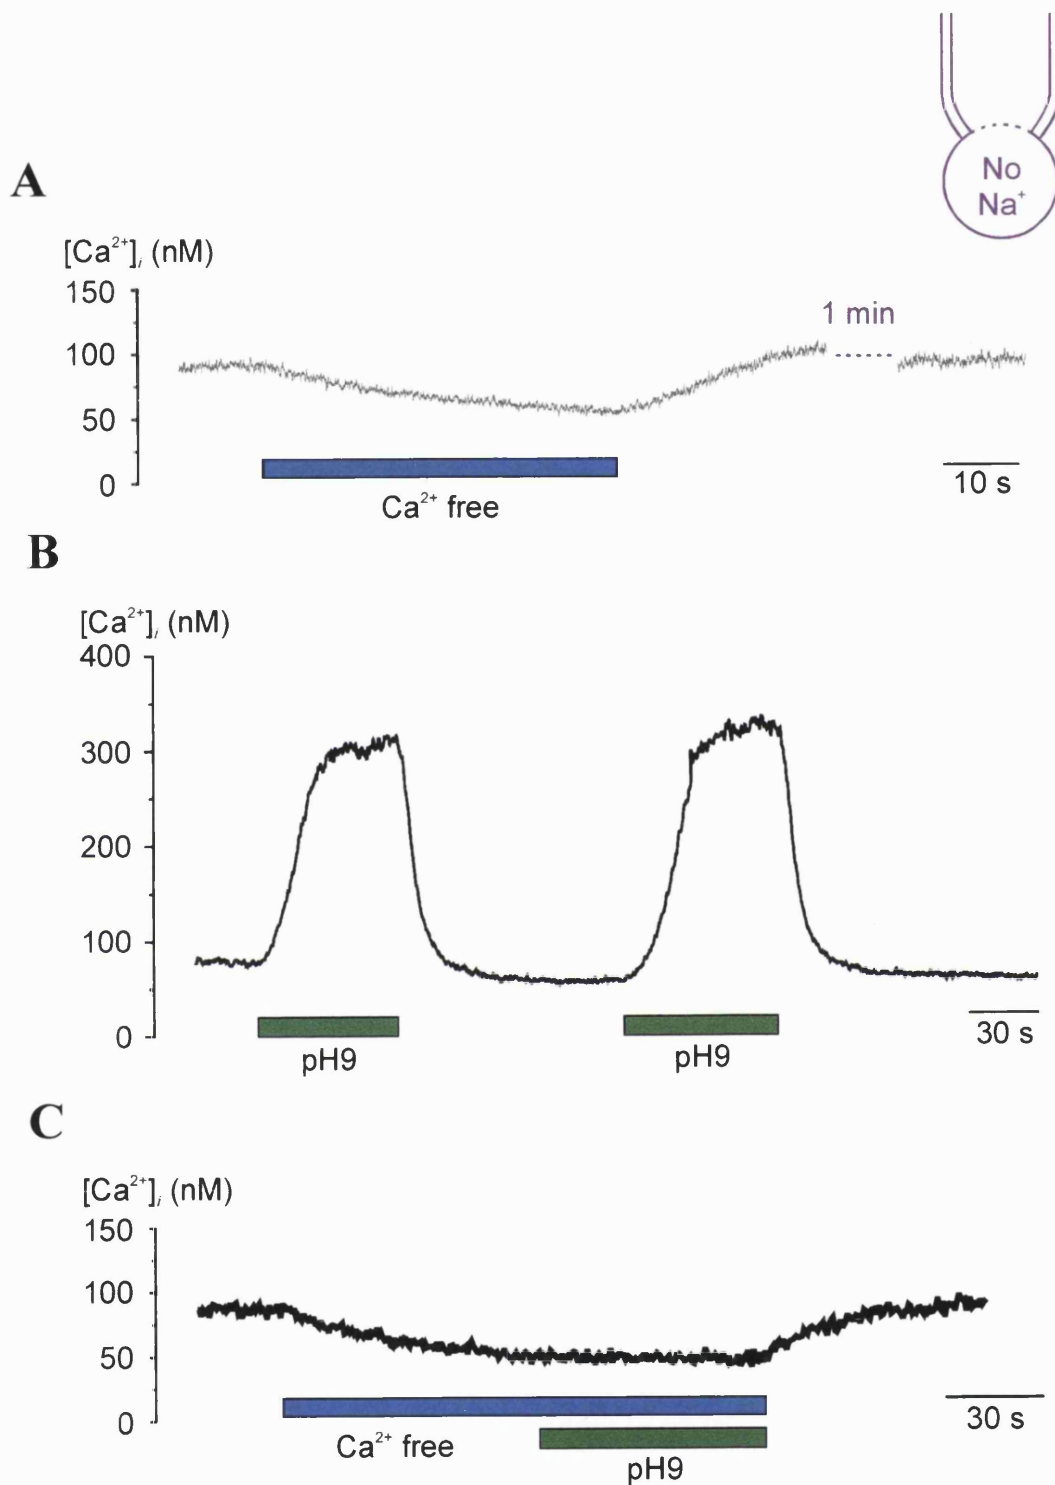 No
Na⁺
A
[Ca²⁺]ᵢ (nM)
150
100
50
0
1 min
10 s
Ca²⁺ free
B
[Ca²⁺]ᵢ (nM)
400
300
200
100
0
pH9
pH9
30 s
C
[Ca²⁺]ᵢ (nM)
150
100
50
0
Ca²⁺ free
pH9
30 s